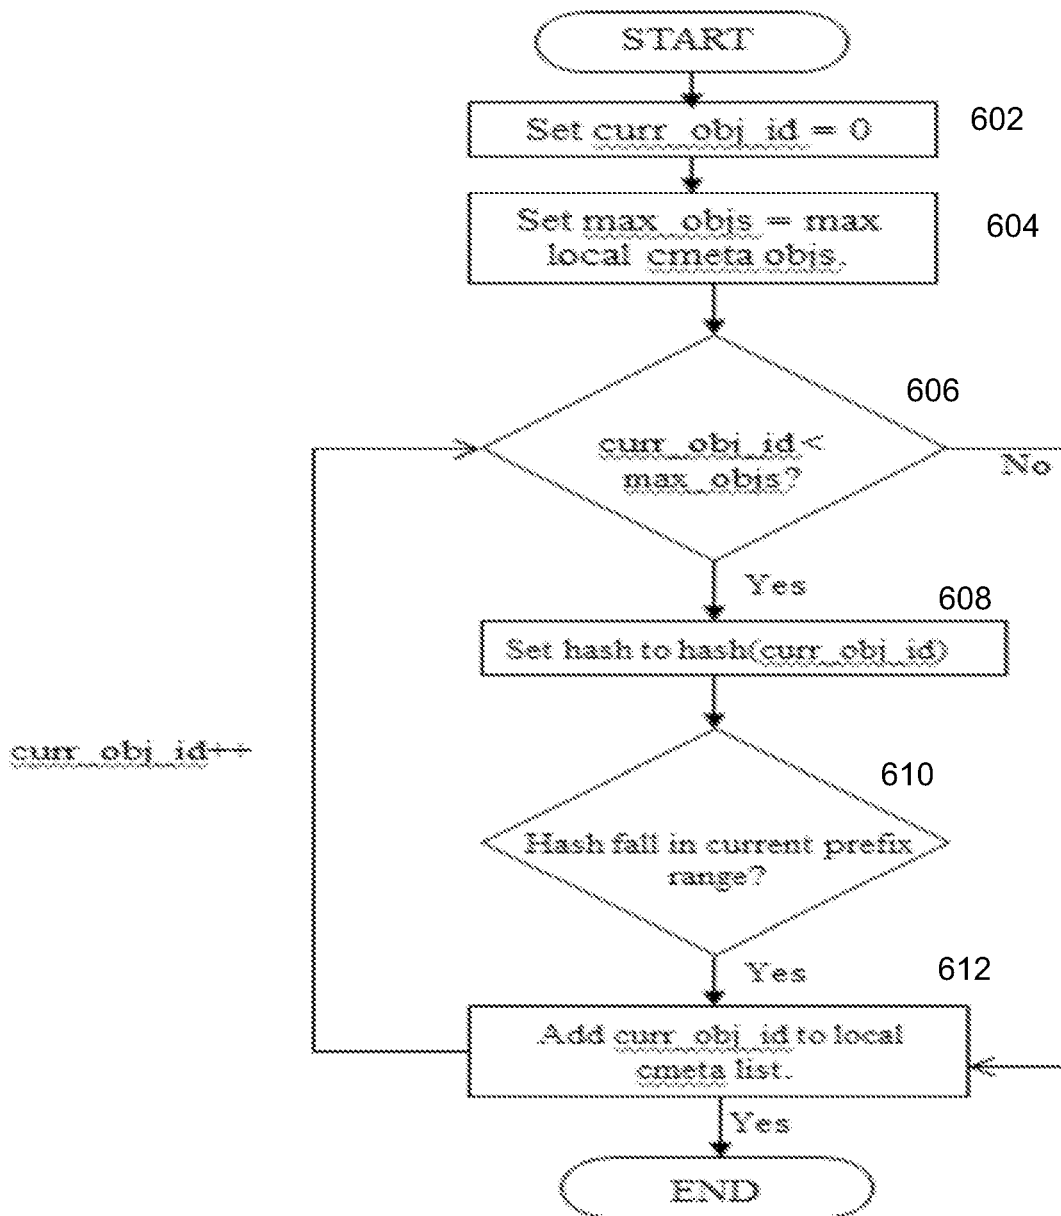 START
Set curr_obj_id = 0
602
Set max_objs = max
local cmeta objs.
604
606
curr_obj_id <
max_objs?
No
Yes
608
Set hash to hash(curr_obj_id)
curr_obj_id++
610
Hash fall in current prefix
range?
Yes
612
Add curr_obj_id to local
cmeta list.
Yes
END